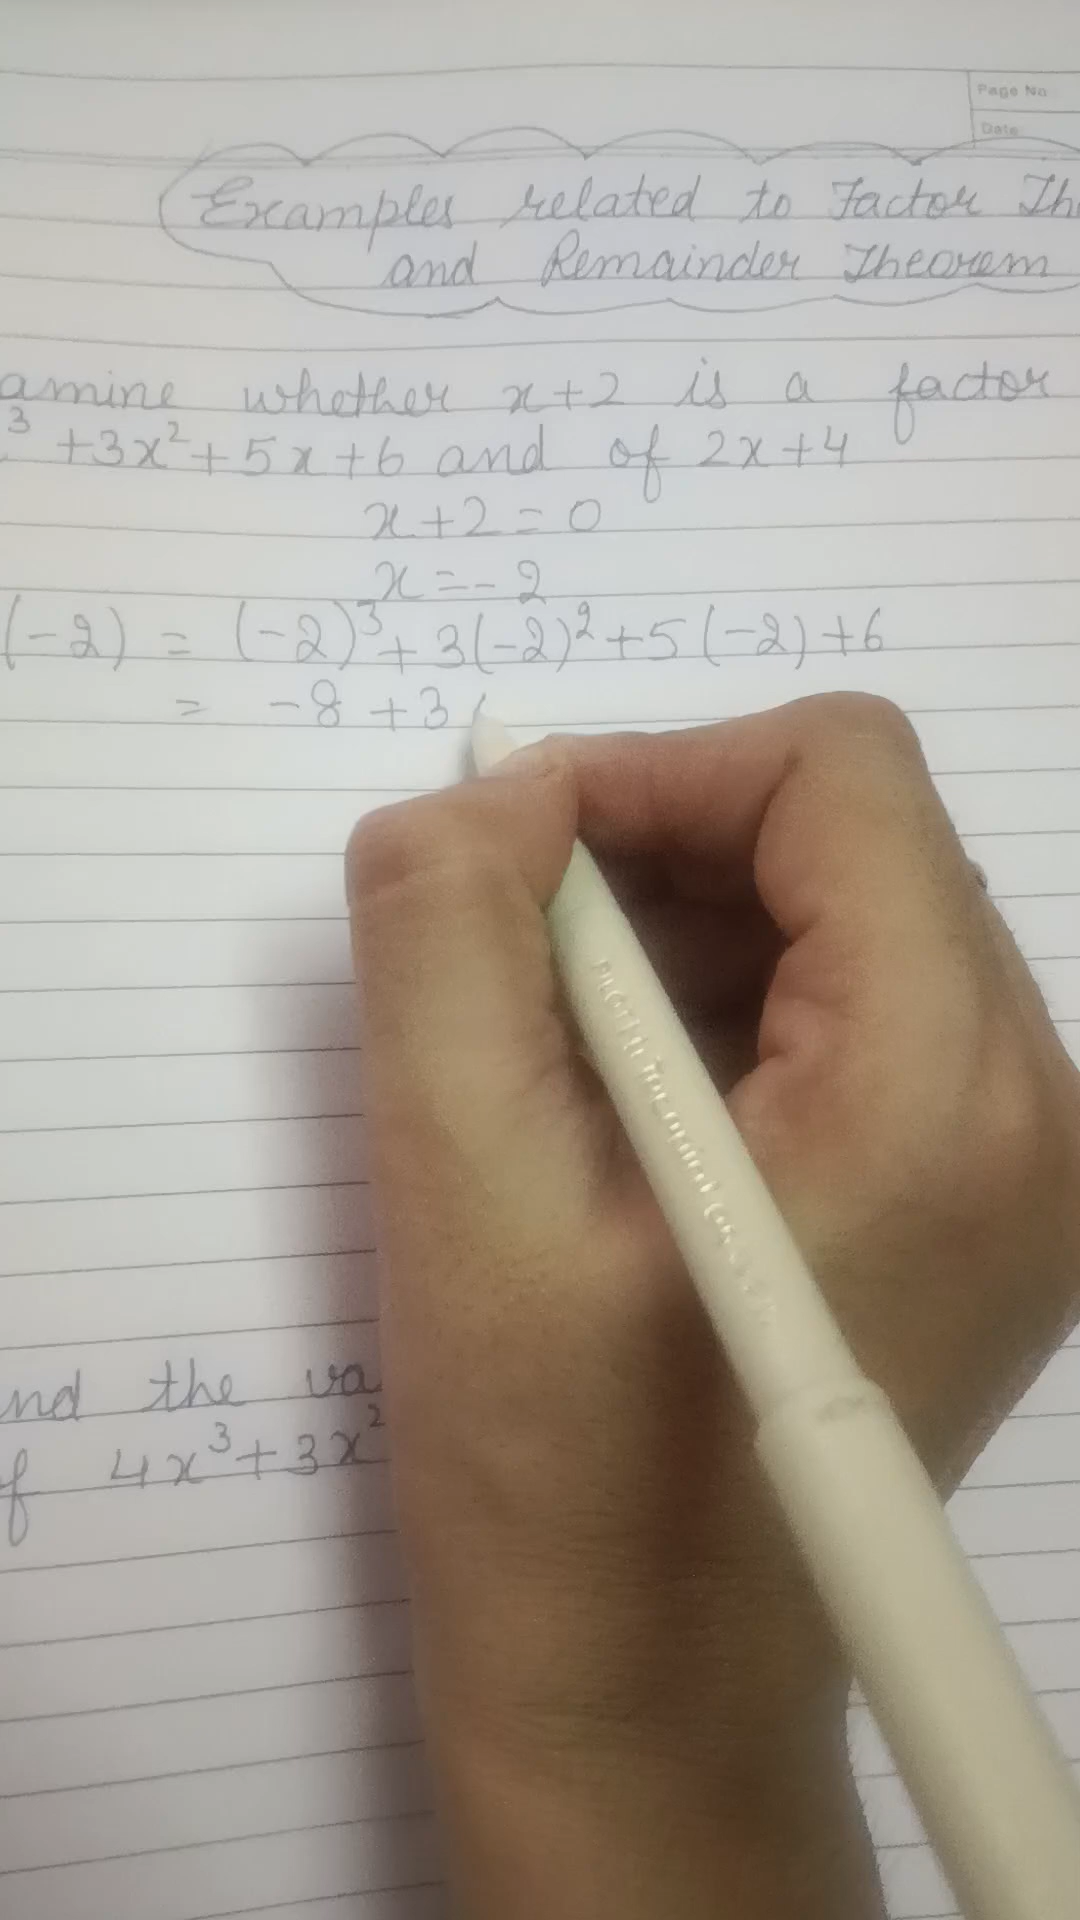 Page No
Date
Examples related to Factor Th
and Remainder Theorem
amine whether x+2 is a factor
³ +3x²+5x+6 and of 2x+4
x+2=0
x=-2
(-2) = (-2)³+3(-2)²+5(-2)+6
= -8 +3(
nd the va
f 4x³+3x²